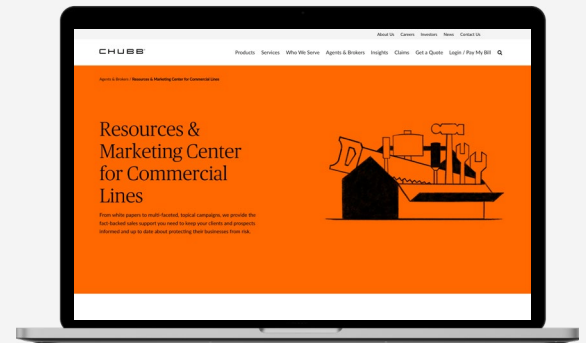 About Us Careers Investors News Contact Us
CHUBB
Products Services Who We Serve Agents & Brokers Insights Claims Get a Quote Login / Pay My Bill
Agents & Brokers / Resources & Marketing Center for Commercial Lines
Resources &
Marketing Center
for Commercial
Lines
From white papers to multi-faceted, topical campaigns, we provide the
fact-backed sales support you need to keep your clients and prospects
informed and up to date about protecting their businesses from risk.